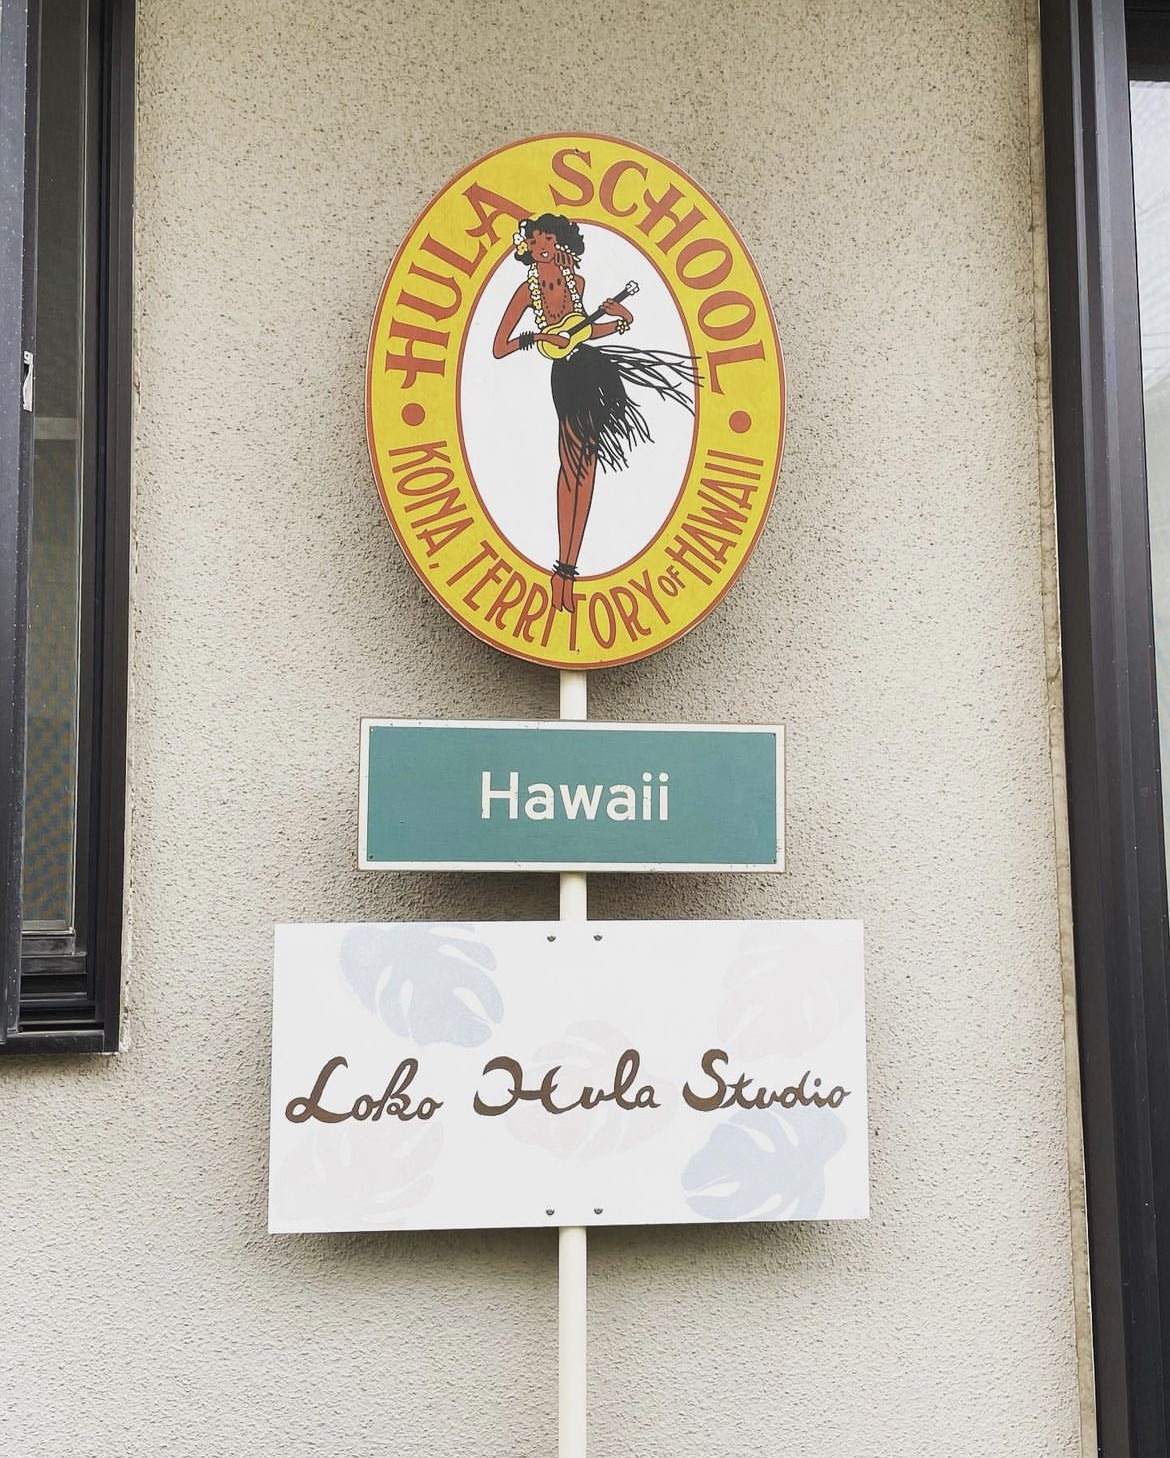 HULA SCHOOL
KONA, TERRITORY OF HAWAII
Hawaii
Loko Hula Studio